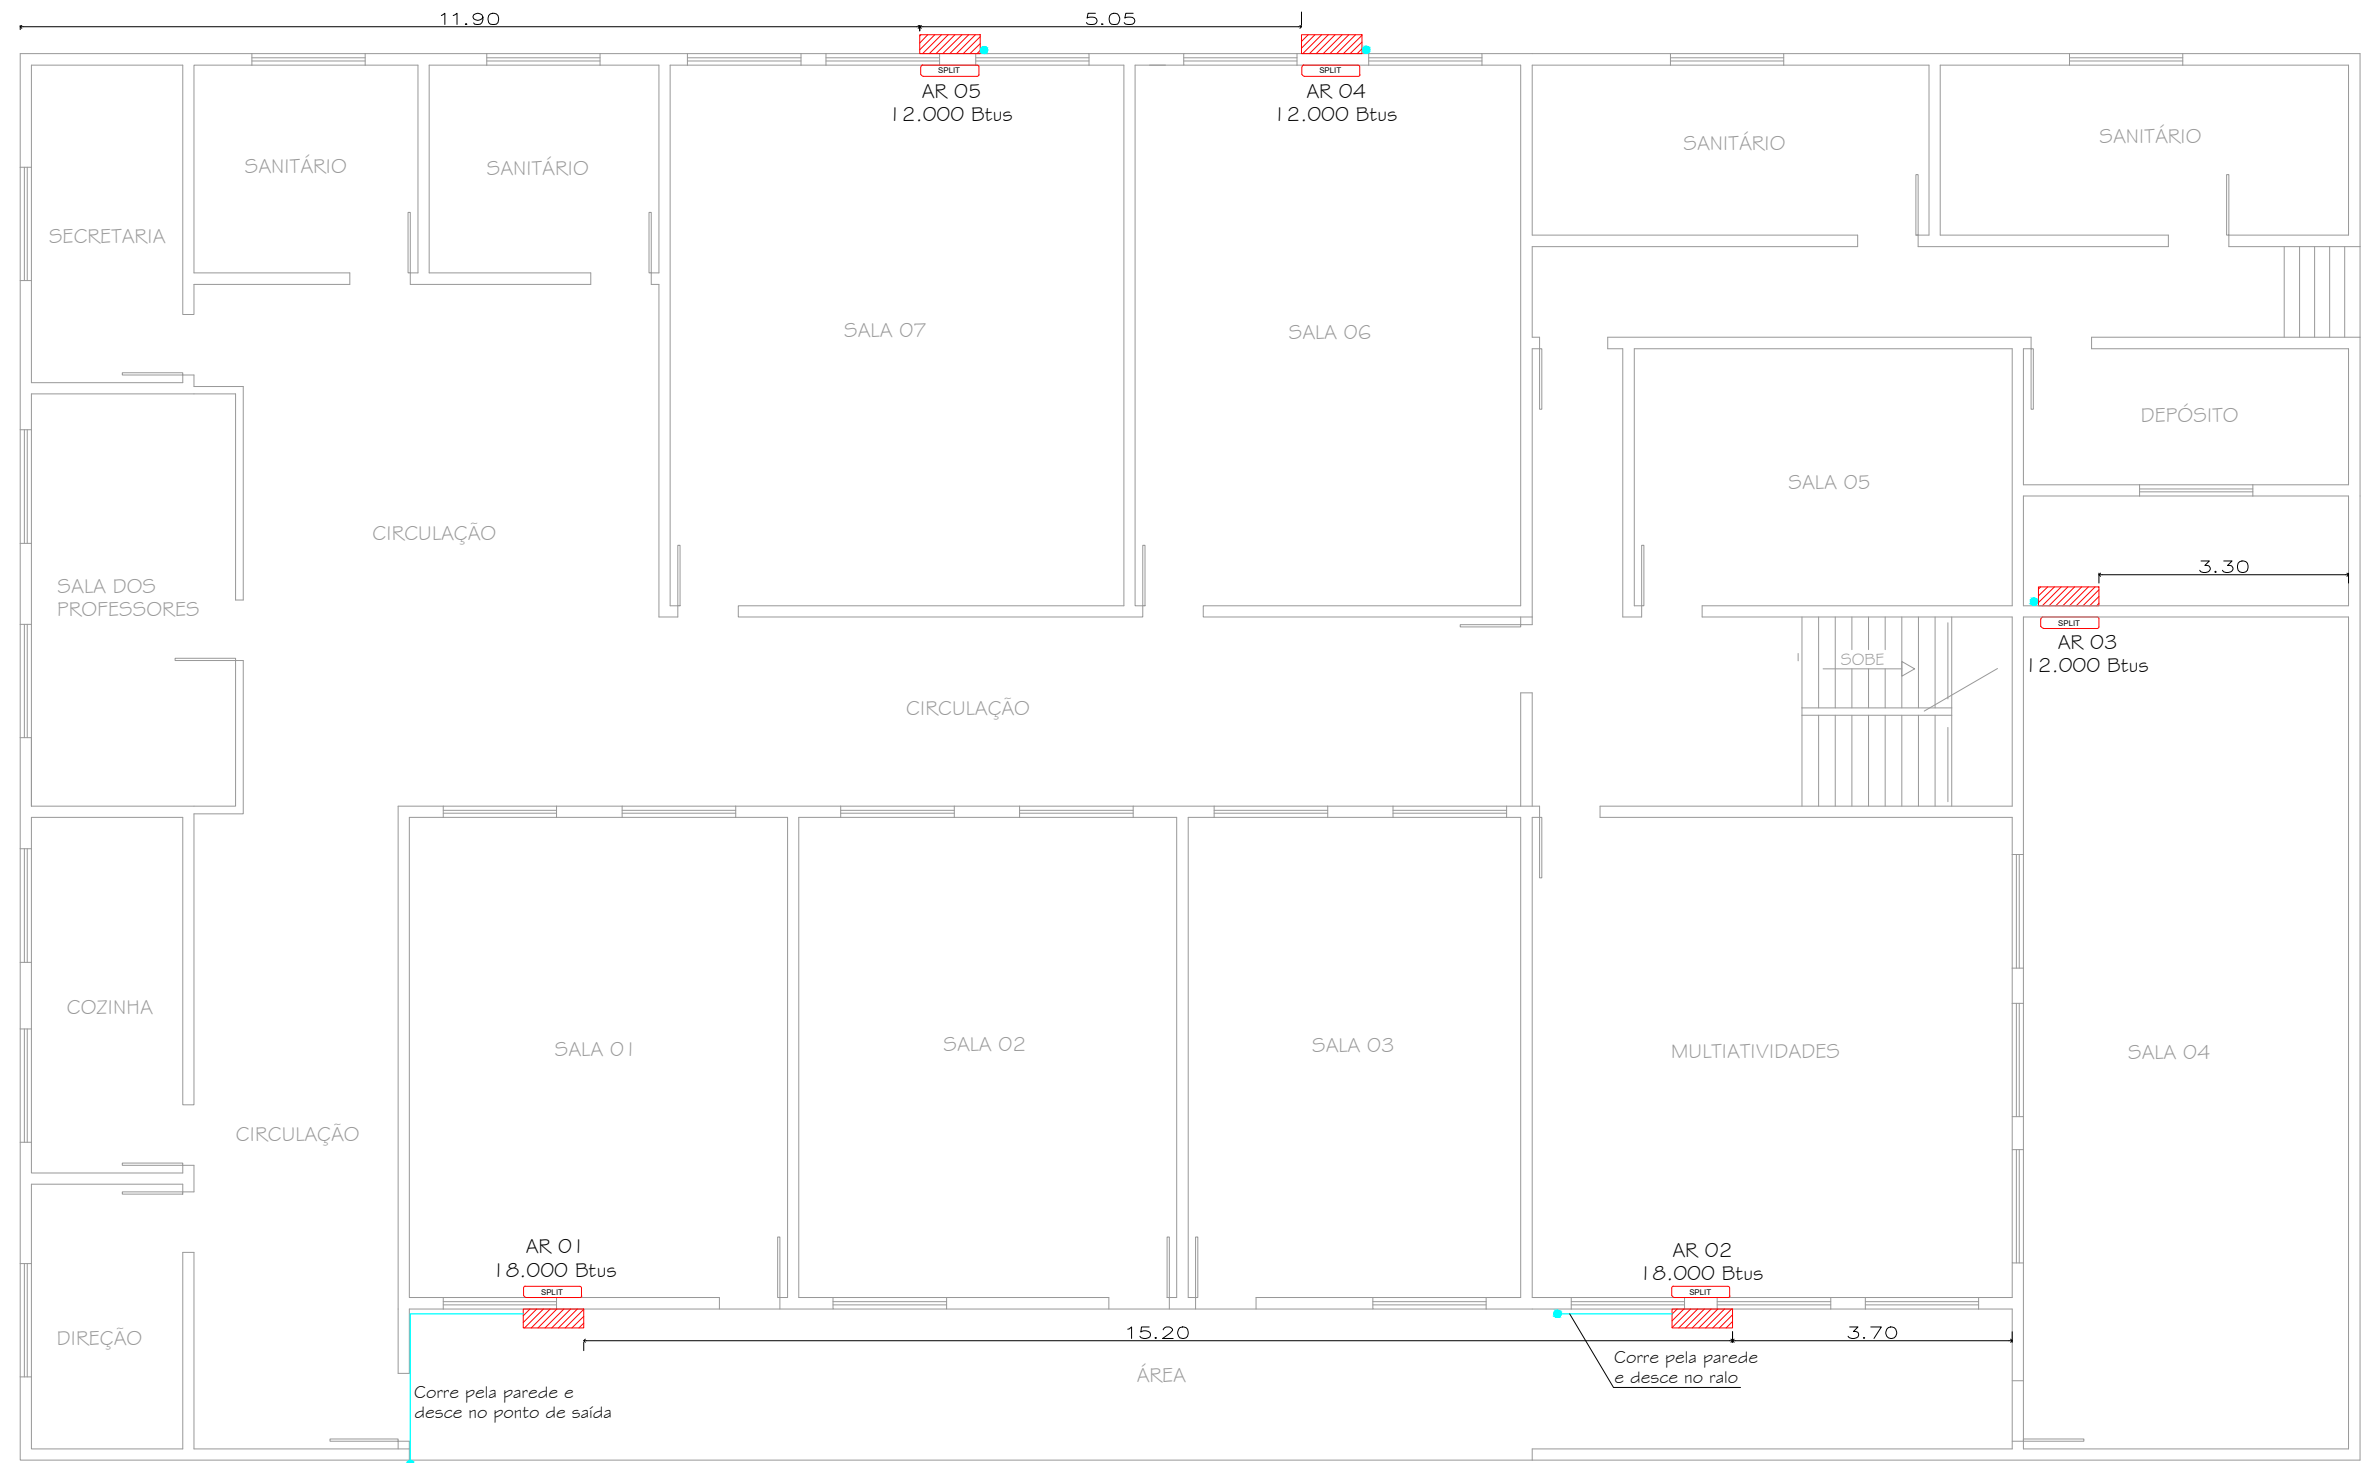 11.90
5.05
SPLIT
SPLIT
AR 05
12.000 Btus
AR 04
12.000 Btus
SANITÁRIO
SANITÁRIO
SANITÁRIO
SANITÁRIO
SECRETARIA
SALA 07
SALA 06
DEPÓSITO
SALA 05
CIRCULAÇÃO
3.30
SALA DOS
PROFESSORES
SPLIT
AR 03
12.000 Btus
SOBE
CIRCULAÇÃO
COZINHA
SALA 01
SALA 02
SALA 03
MULTIATIVIDADES
SALA 04
CIRCULAÇÃO
AR 01
18.000 Btus
SPLIT
AR 02
18.000 Btus
SPLIT
DIREÇÃO
15.20
3.70
ÁREA
Corre pela parede
e desce no ralo
Corre pela parede e
desce no ponto de saída